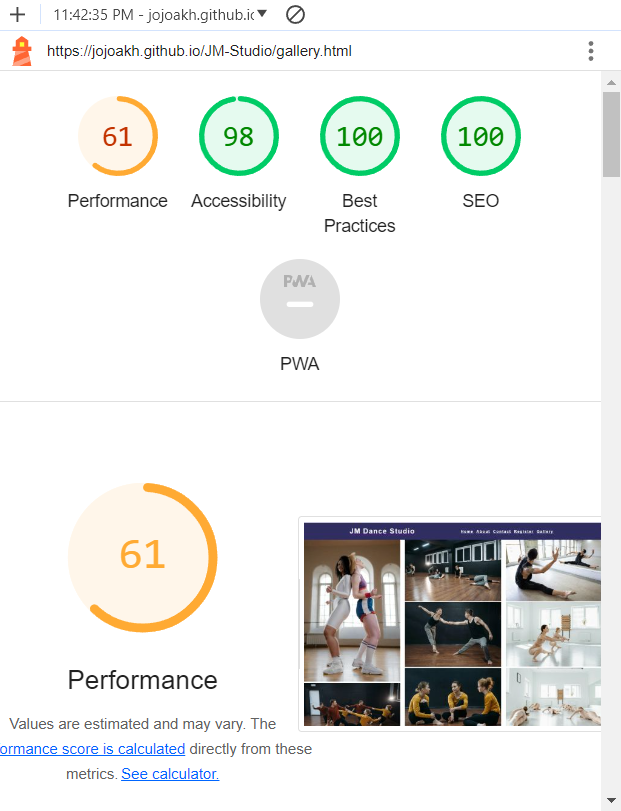 11:42:35 PM - jojoakh.github.ic
https://jojoakh.github.io/JM-Studio/gallery.html
61 98 100 100
Performance Accessibility Best Practices SEO
PWA
PWA
61
JM Dance Studio Home About Contact Register Gallery
Performance
Values are estimated and may vary. The
ormance score is calculated directly from these
metrics. See calculator.